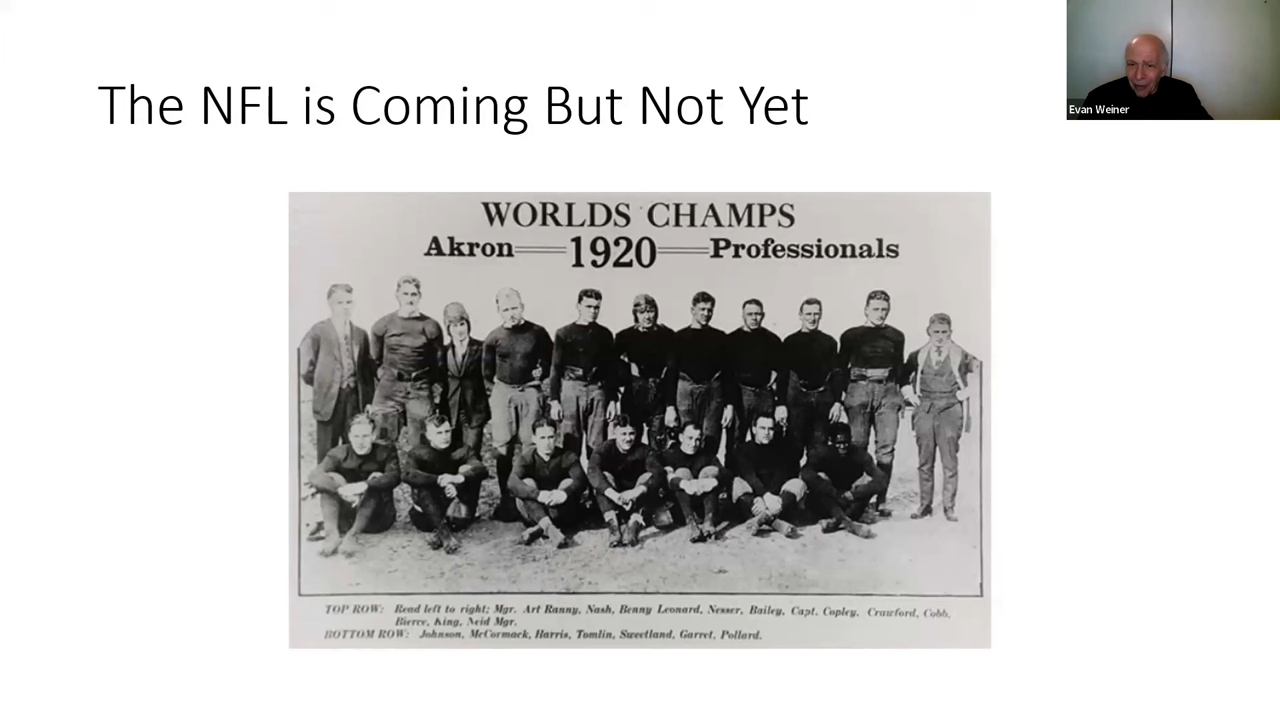 The NFL is Coming But Not Yet
Evan Weiner
WORLDS CHAMPS
Akron 1920 Professionals
TOP ROW: Read left to right; Mgr. Art Ranny, Nash, Benny Leonard, Nesser, Bailey, Capt. Copley, Crawford, Cobb,
Bierce, King, Neid Mgr.
BOTTOM ROW: Johnson, McCormack, Harris, Tomlin, Sweetland, Garret, Pollard.